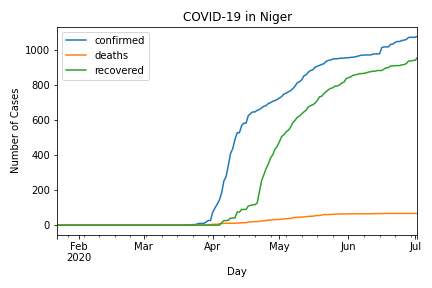 COVID-19 in Niger
confirmed
deaths
recovered
Number of Cases
1000
800
600
400
200
0
Feb
2020
Mar
Apr
May
Jun
Jul
Day